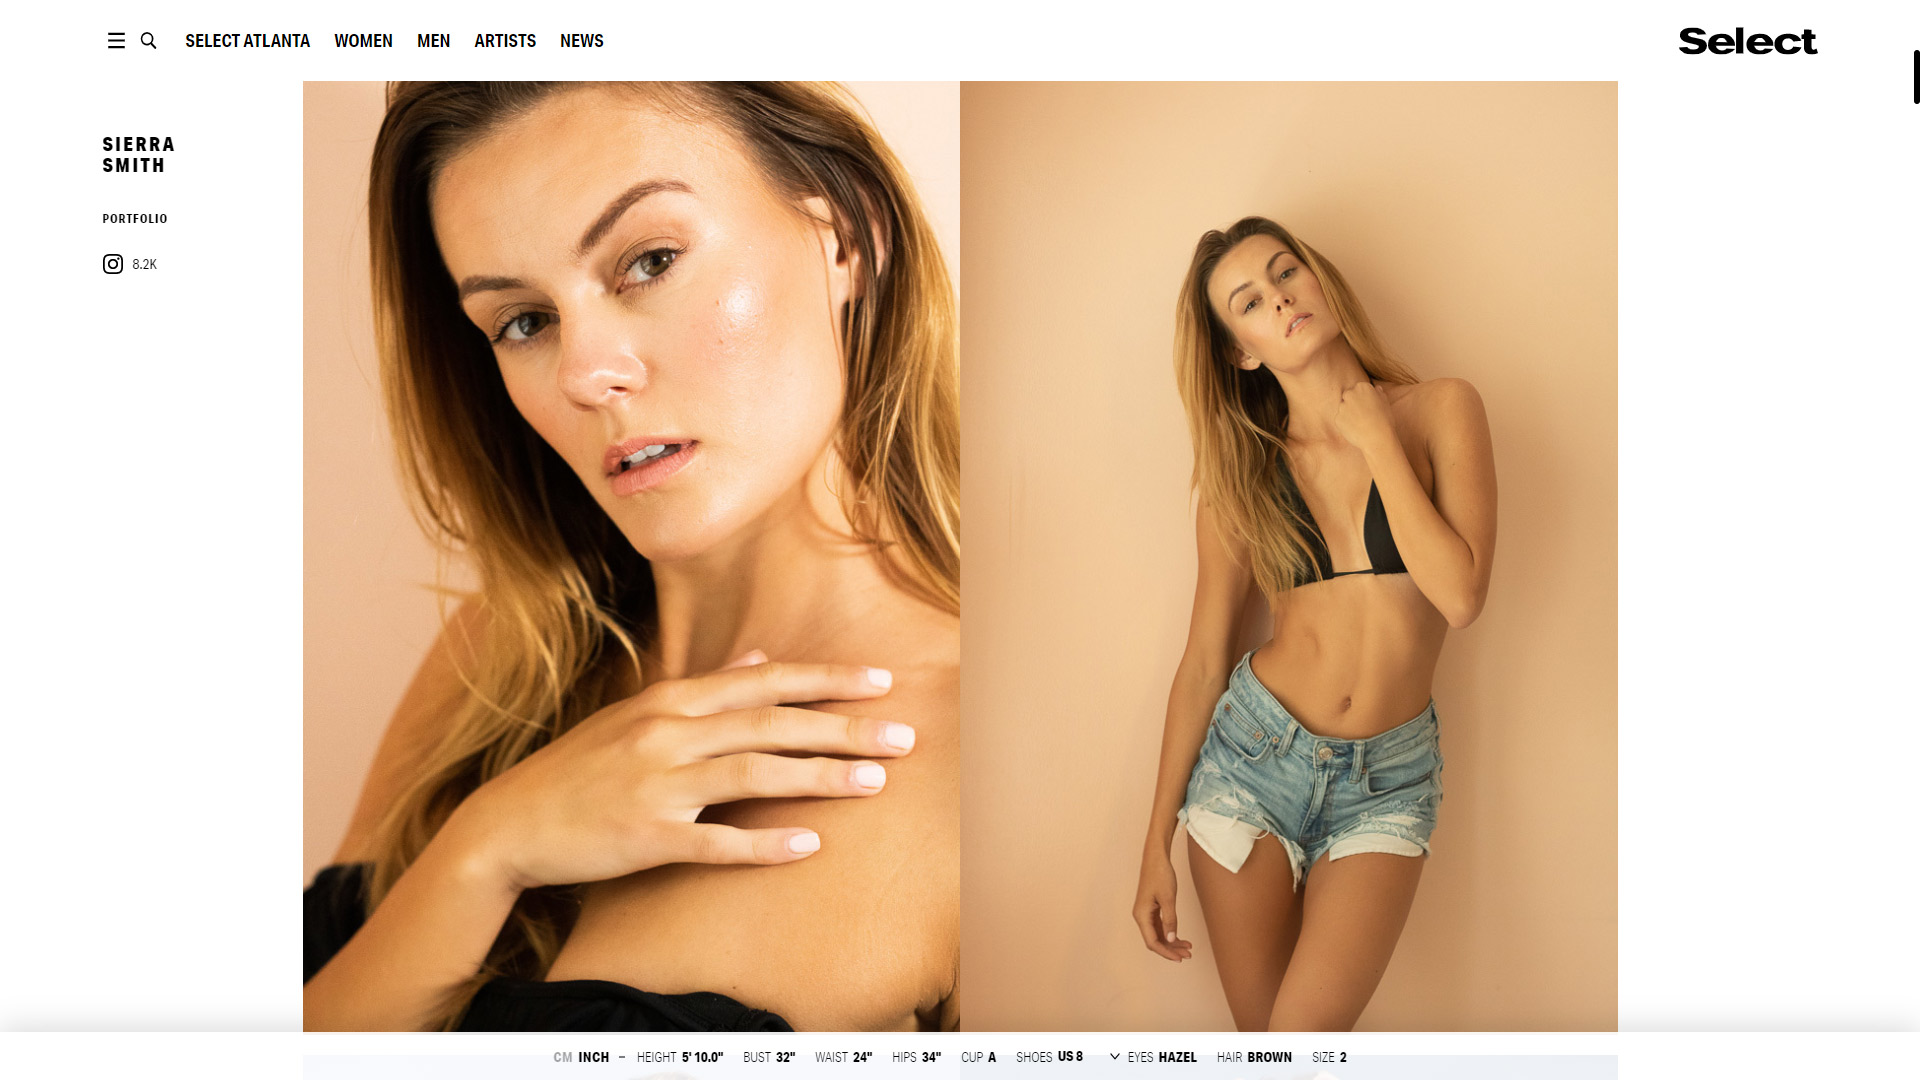 SELECT ATLANTA WOMEN MEN ARTISTS NEWS
Select
SIERRA
SMITH
PORTFOLIO
8.2K
CM INCH – HEIGHT 5' 10.0" BUST 32" WAIST 24" HIPS 34" CUP A SHOES US 8 EYES HAZEL HAIR BROWN SIZE 2